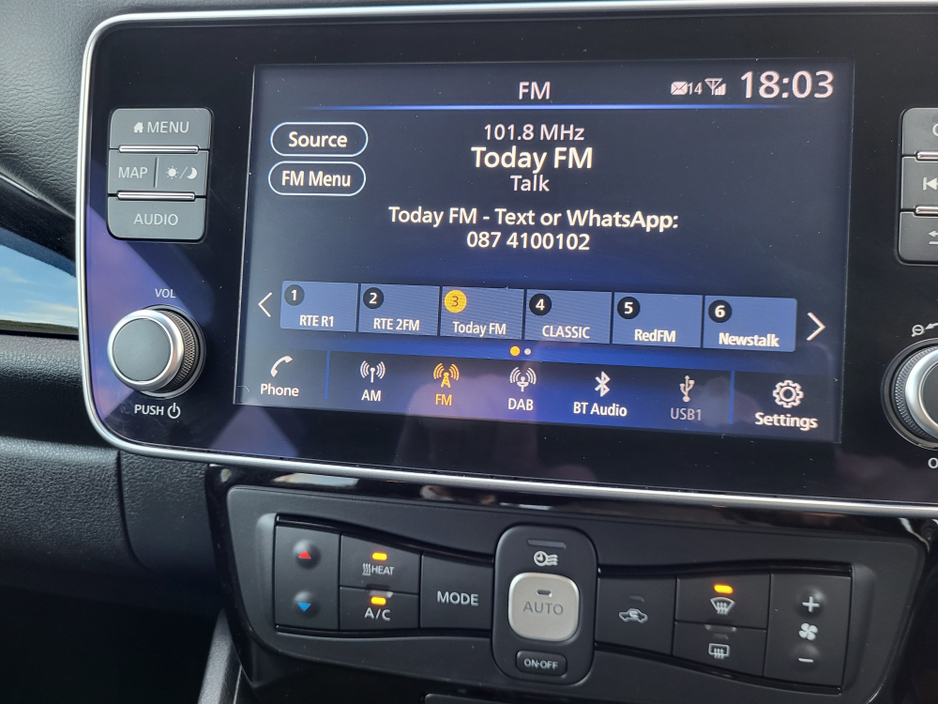 FM
14
18:03
MENU
MAP
AUDIO
VOL
PUSH
Source
FM Menu
101.8 MHz
Today FM
Talk
Today FM - Text or WhatsApp:
087 4100102
1
RTE R1
2
RTE 2FM
3
Today FM
4
CLASSIC
5
RedFM
6
Newstalk
Phone
AM
FM
DAB
BT Audio
USB1
Settings
HEAT
A/C
MODE
AUTO
ON·OFF
+
−